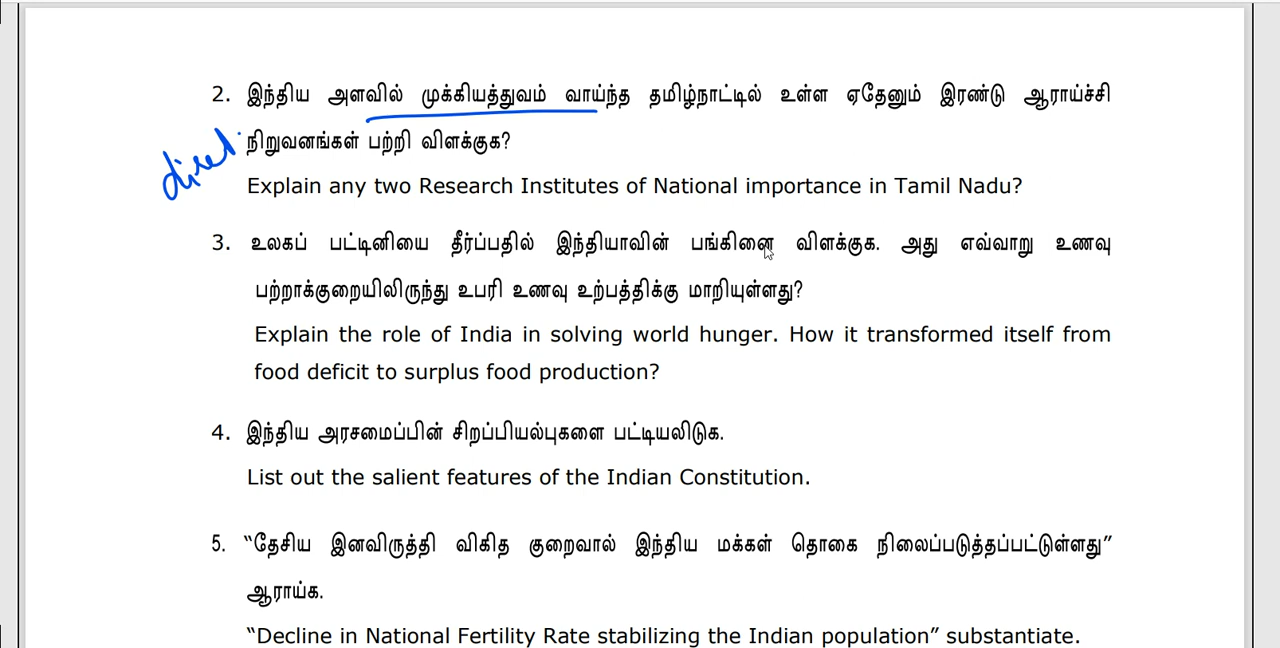 2. இந்திய அளவில் முக்கியத்துவம் வாய்ந்த தமிழ்நாட்டில் உள்ள ஏதேனும் இரண்டு ஆராய்ச்சி
direct நிறுவனங்கள் பற்றி விளக்குக?
Explain any two Research Institutes of National importance in Tamil Nadu?
3. உலகப் பட்டினியை தீர்ப்பதில் இந்தியாவின் பங்கினை விளக்குக. அது எவ்வாறு உணவு
பற்றாக்குறையிலிருந்து உபரி உணவு உற்பத்திக்கு மாறியுள்ளது?
Explain the role of India in solving world hunger. How it transformed itself from
food deficit to surplus food production?
4. இந்திய அரசமைப்பின் சிறப்பியல்புகளை பட்டியலிடுக.
List out the salient features of the Indian Constitution.
5. “தேசிய இனவிருத்தி விகித குறைவால் இந்திய மக்கள் தொகை நிலைப்படுத்தப்பட்டுள்ளது”
ஆராய்க.
“Decline in National Fertility Rate stabilizing the Indian population” substantiate.